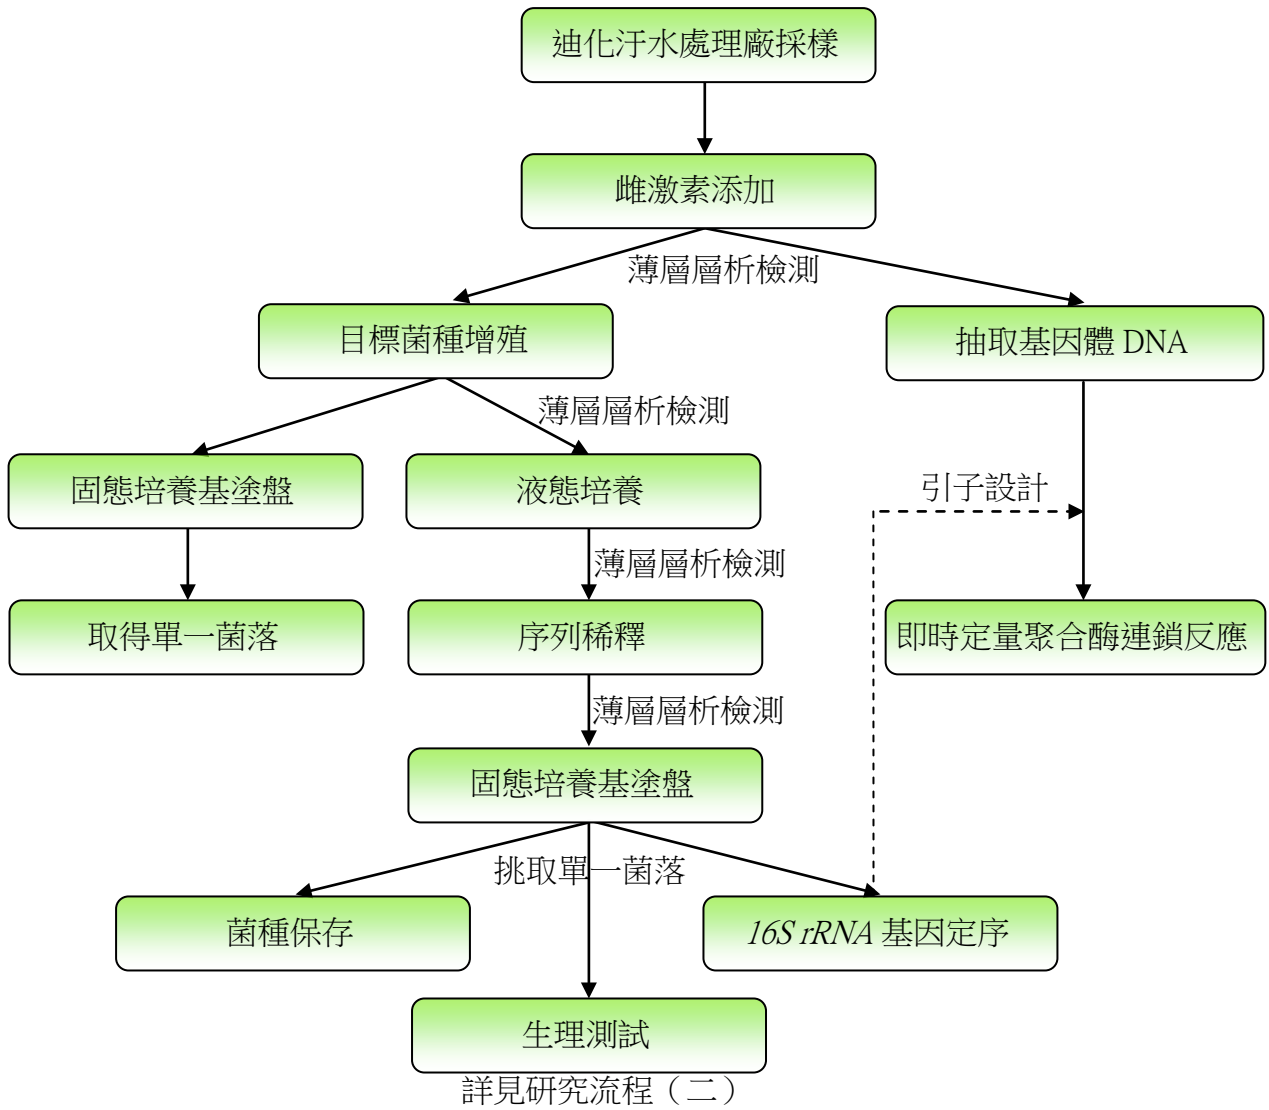 迪化汙水處理廠採樣
雌激素添加
薄層層析檢測
目標菌種增殖
抽取基因體 DNA
薄層層析檢測
固態培養基塗盤
液態培養
引子設計
薄層層析檢測
取得單一菌落
序列稀釋
即時定量聚合酶連鎖反應
薄層層析檢測
固態培養基塗盤
挑取單一菌落
菌種保存
16S rRNA 基因定序
生理測試
詳見研究流程（二）